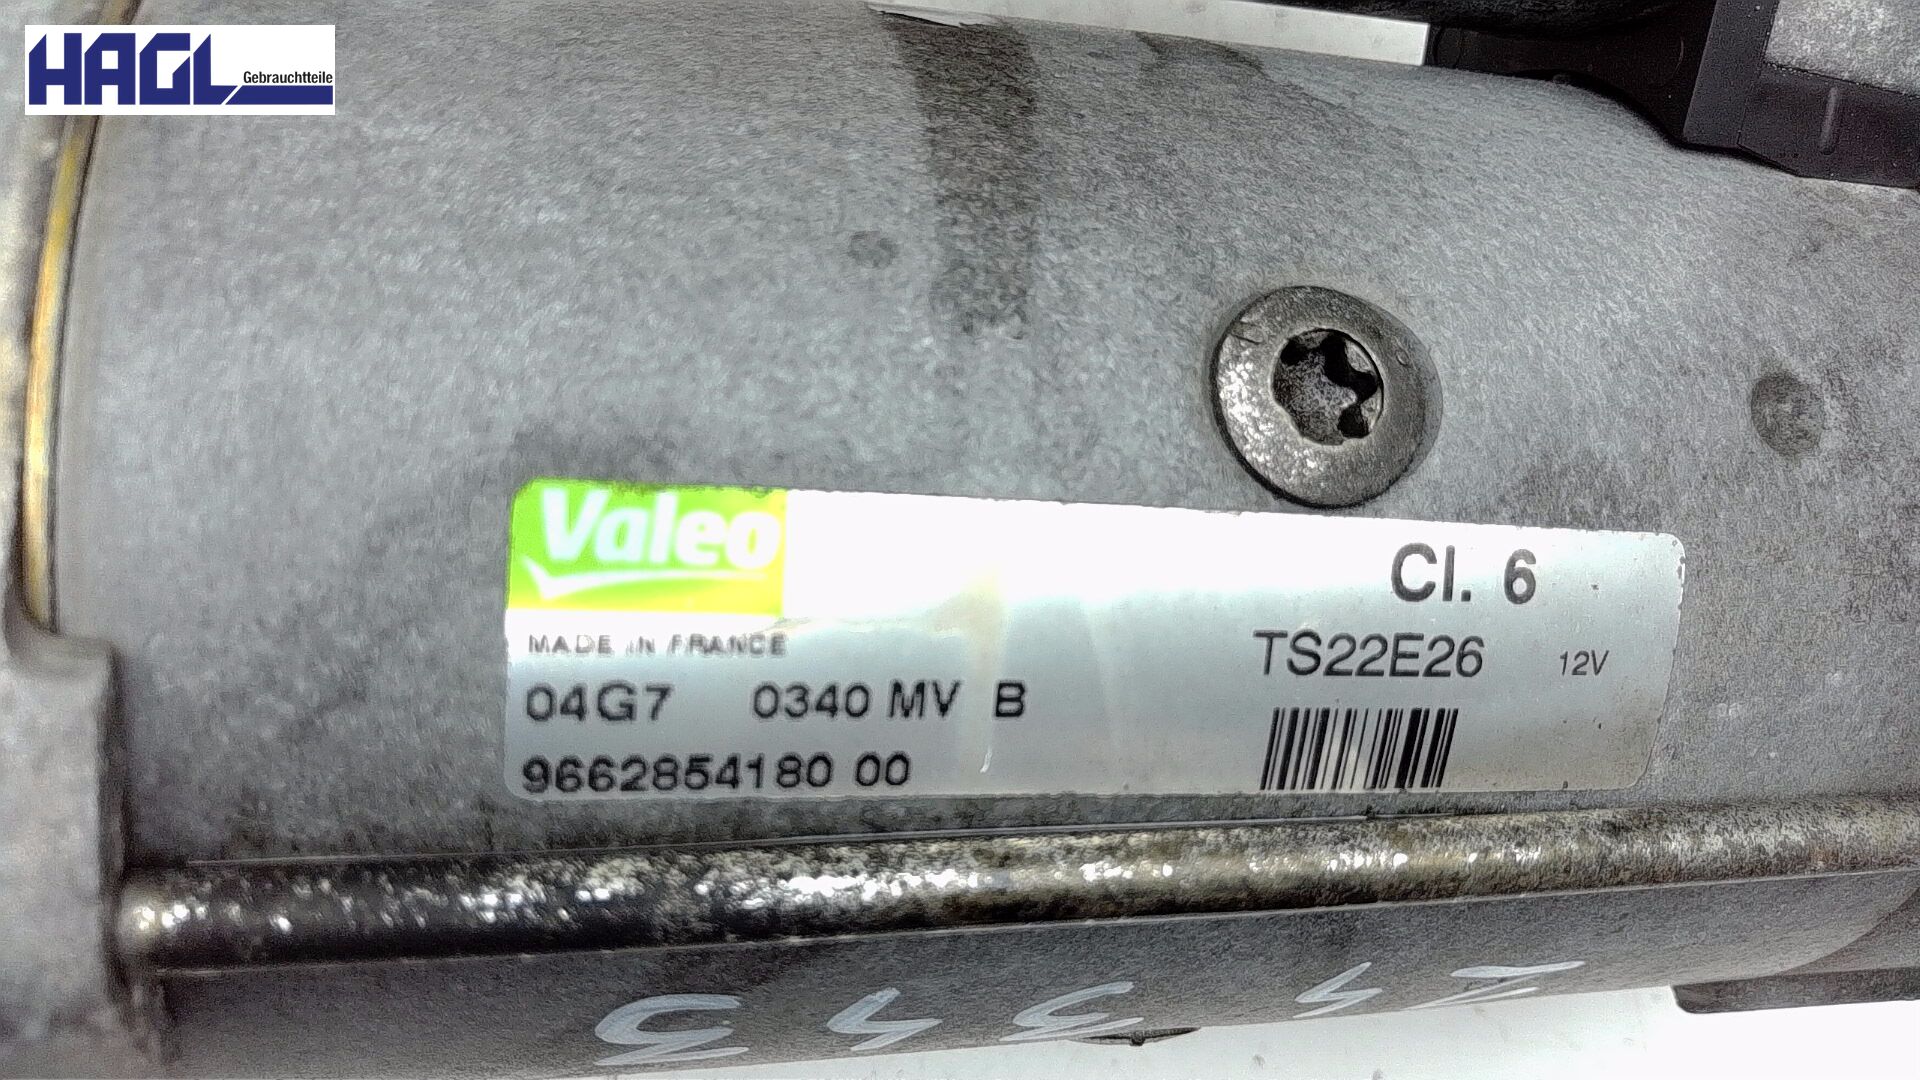 HAGL
Gebrauchtteile
Valeo
Cl. 6
MADE IN FRANCE
TS22E26 12V
04G7 0340 MV B
9662854180 00